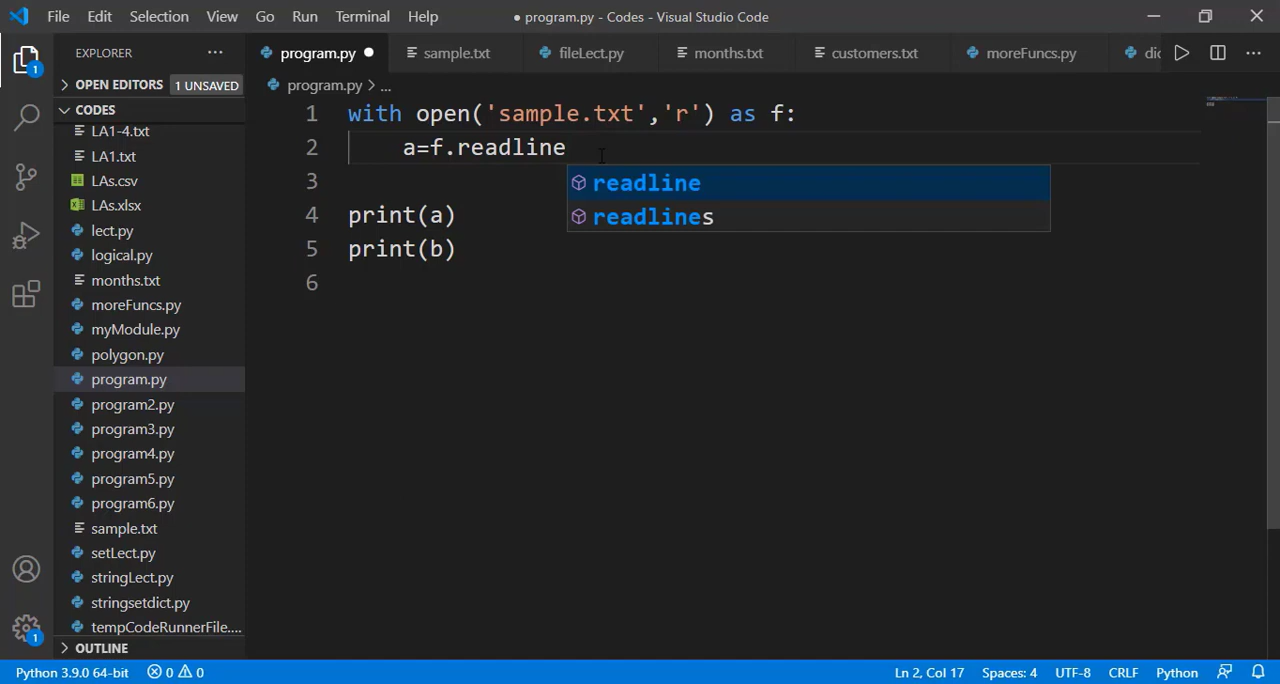 File Edit Selection View Go Run Terminal Help ● program.py - Codes - Visual Studio Code
EXPLORER ...
program.py sample.txt fileLect.py months.txt customers.txt moreFuncs.py dic
OPEN EDITORS 1 UNSAVED
program.py > ...
CODES
LA1-4.txt
LA1.txt
LAs.csv
LAs.xlsx
lect.py
logical.py
months.txt
moreFuncs.py
myModule.py
polygon.py
program.py
program2.py
program3.py
program4.py
program5.py
program6.py
sample.txt
setLect.py
stringLect.py
stringsetdict.py
tempCodeRunnerFile....
OUTLINE
1 with open('sample.txt','r') as f:
2 a=f.readline
readline
readlines
3
4 print(a)
5 print(b)
6
1
1
Python 3.9.0 64-bit 0 0 Ln 2, Col 17 Spaces: 4 UTF-8 CRLF Python